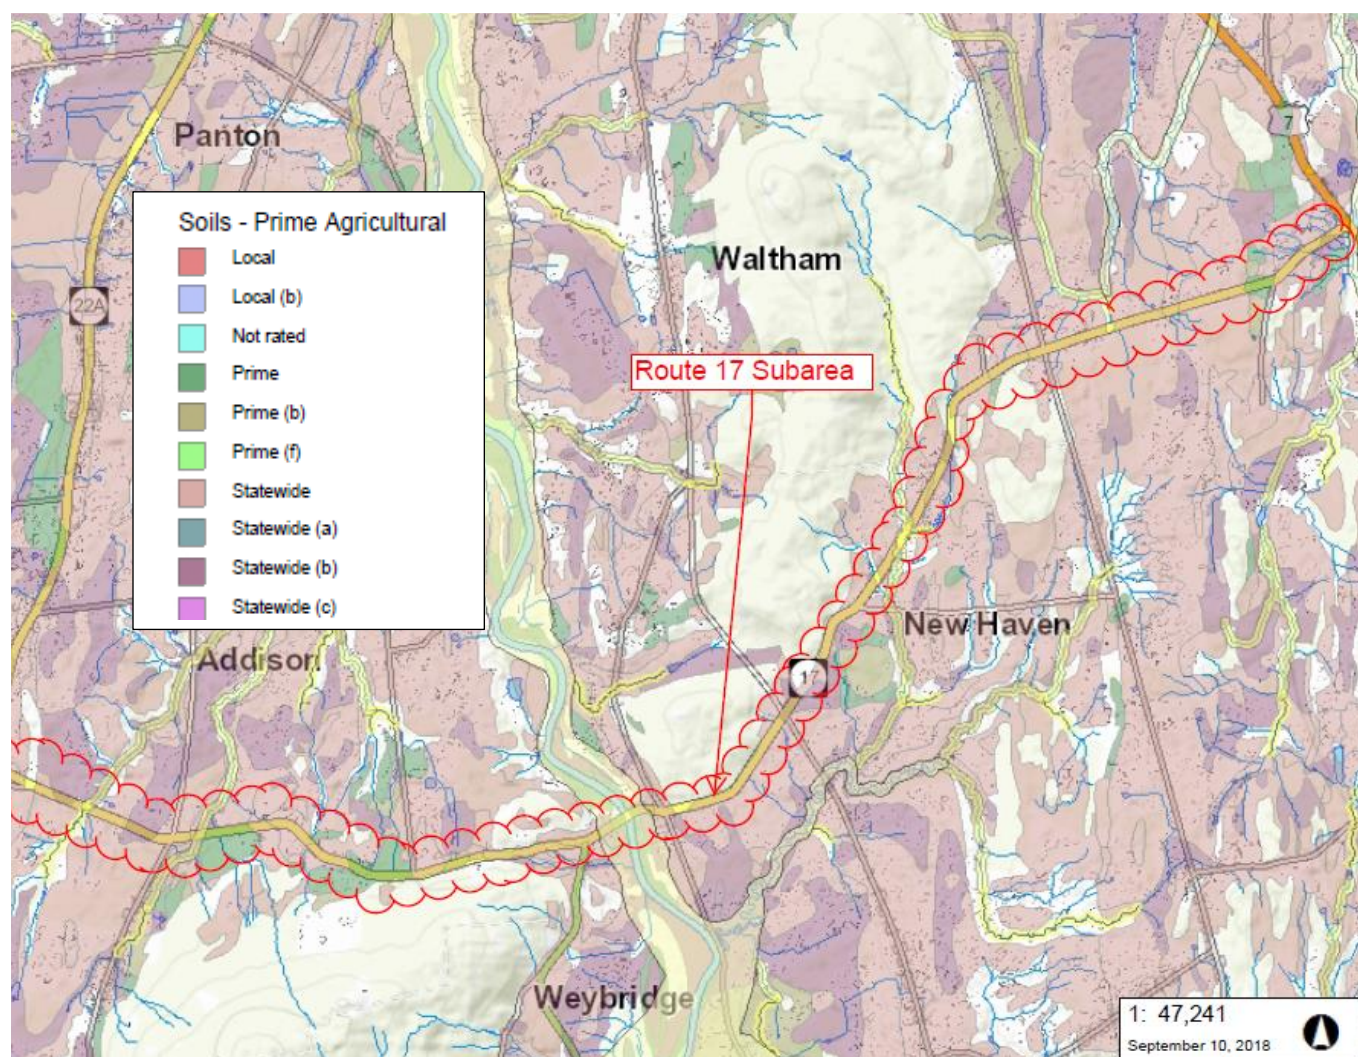 Panton
7
Soils - Prime Agricultural
Local
Local (b)
Not rated
Prime
Prime (b)
Prime (f)
Statewide
Statewide (a)
Statewide (b)
Statewide (c)
22A
Waltham
Route 17 Subarea
New Haven
Addison
17
Weybridge
1: 47,241
September 10, 2018